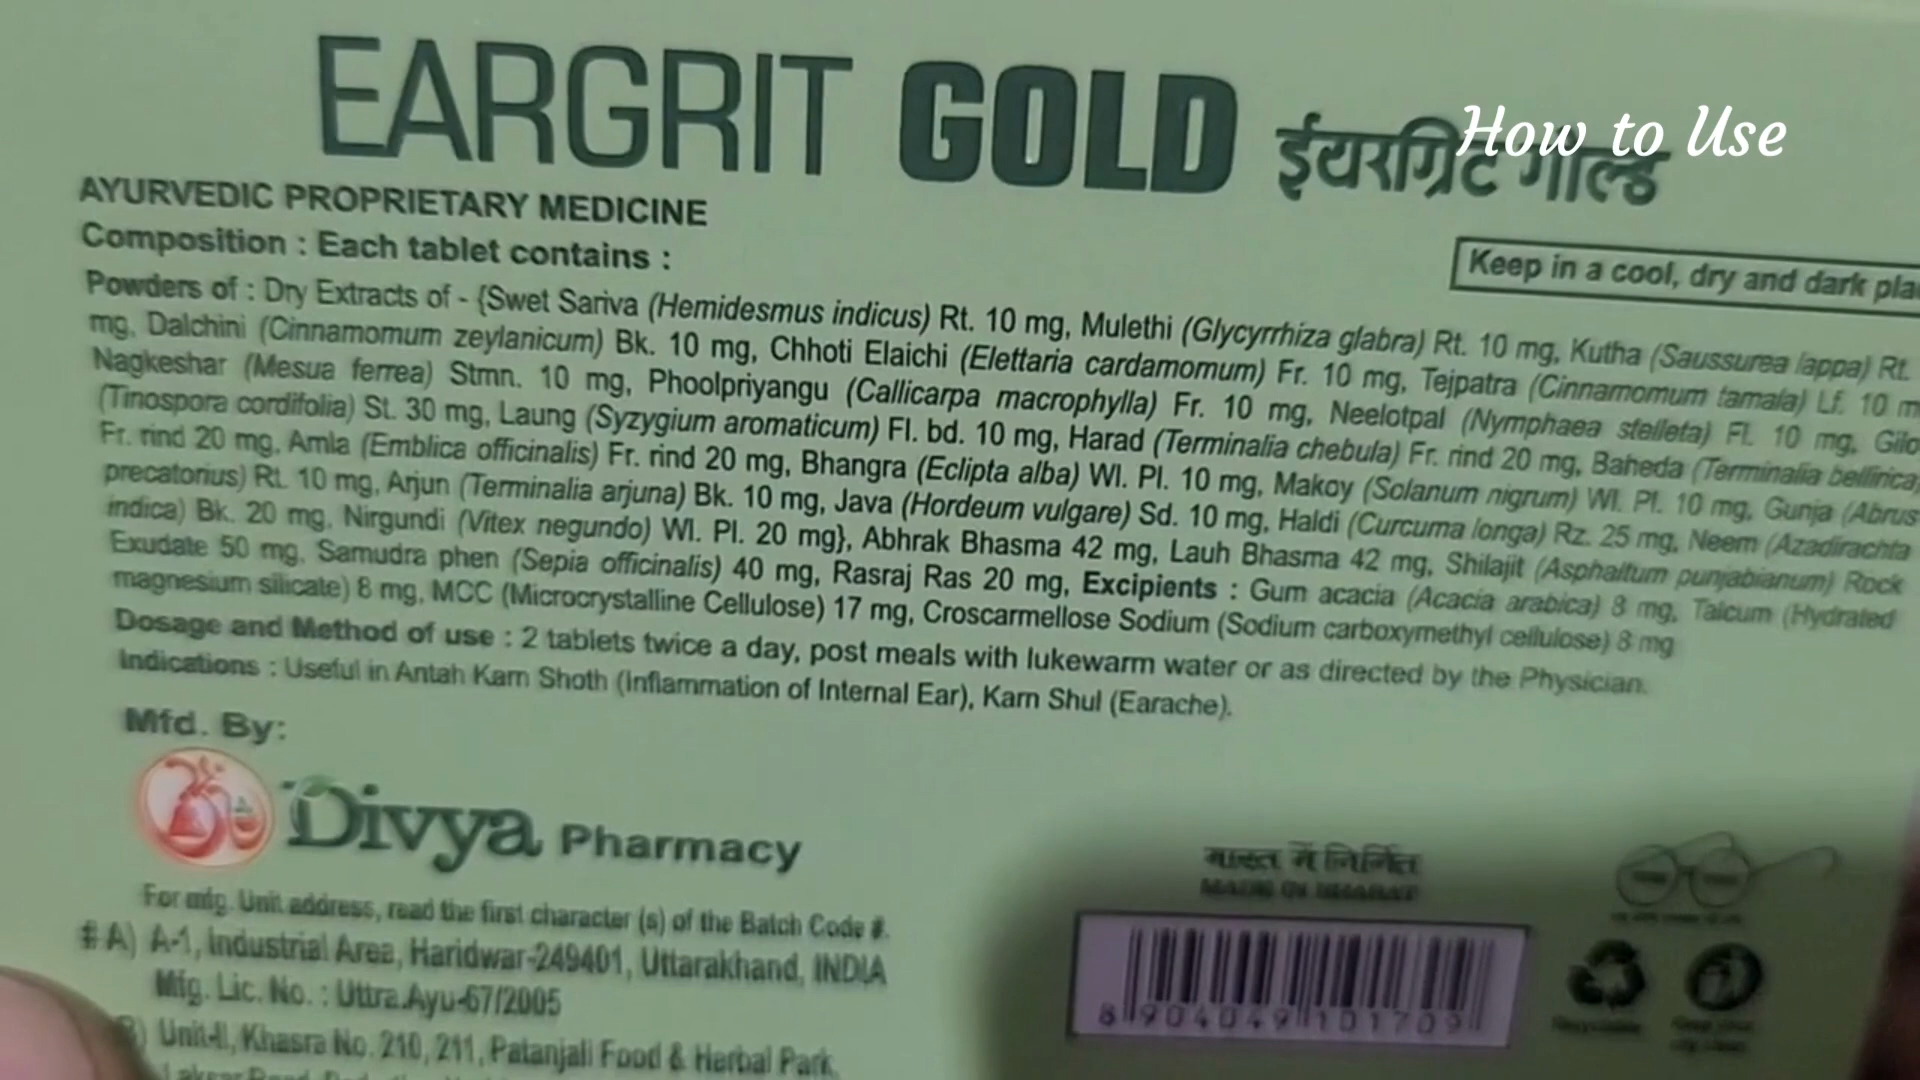 EARGRIT GOLD ईयरग्रिट गोल्ड
How to Use
AYURVEDIC PROPRIETARY MEDICINE
Composition : Each tablet contains :
Keep in a cool, dry and dark
Powders of : Dry Extracts of - {Swet Sariva (Hemidesmus indicus) Rt. 10 mg, Mulethi (Glycyrrhiza glabra) Rt. 10 mg, Kutha (Saussurea lappa) Rt.
mg, Dalchini (Cinnamomum zeylanicum) Bk. 10 mg, Chhoti Elaichi (Elettaria cardamomum) Fr. 10 mg, Tejpatra (Cinnamomum tamala) Lf. 10
Nagkeshar (Mesua ferrea) Stmn. 10 mg, Phoolpriyangu (Callicarpa macrophylla) Fr. 10 mg, Neelotpal (Nymphaea stelleta) Fl. 10 mg,
(Tinospora cordifolia) St. 30 mg, Laung (Syzygium aromaticum) Fl. bd. 10 mg, Harad (Terminalia chebula) Fr. rind 20 mg, Baheda (Terminalia bellirica)
Fr. rind 20 mg, Amla (Emblica officinalis) Fr. rind 20 mg, Bhangra (Eclipta alba) Wl. Pl. 10 mg, Makoy (Solanum nigrum) Wl. Pl. 10 mg, Gunja (Abrus
precatorius) Rt. 10 mg, Arjun (Terminalia arjuna) Bk. 10 mg, Java (Hordeum vulgare) Sd. 10 mg, Haldi (Curcuma longa) Rz. 25 mg, Neem (Azadirachta
indica) Bk. 20 mg, Nirgundi (Vitex negundo) Wl. Pl. 20 mg}, Abhrak Bhasma 42 mg, Lauh Bhasma 42 mg, Shilajit (Asphaltum punjabianum) Rock
Exudate 50 mg, Samudra phen (Sepia officinalis) 40 mg, Rasraj Ras 20 mg, Excipients : Gum acacia (Acacia arabica) 8 mg, Talcum (Hydrated
magnesium silicate) 8 mg, MCC (Microcrystalline Cellulose) 17 mg, Croscarmellose Sodium (Sodium carboxymethyl cellulose) 8 mg
Dosage and Method of use : 2 tablets twice a day, post meals with lukewarm water or as directed by the Physician.
Indications : Useful in Antah Karn Shoth (Inflammation of Internal Ear), Karn Shul (Earache).
Mfd. By:
Divya Pharmacy
For mfg. Unit address, read the first character (s) of the Batch Code #.
# A) A-1, Industrial Area, Haridwar-249401, Uttarakhand, INDIA
Mfg. Lic. No. : Uttra.Ayu-67/2005
Unit-II, Khasra No. 210, 211, Patanjali Food & Herbal Park,
भारत में निर्मित
MADE IN BHARAT
8 904049 101709